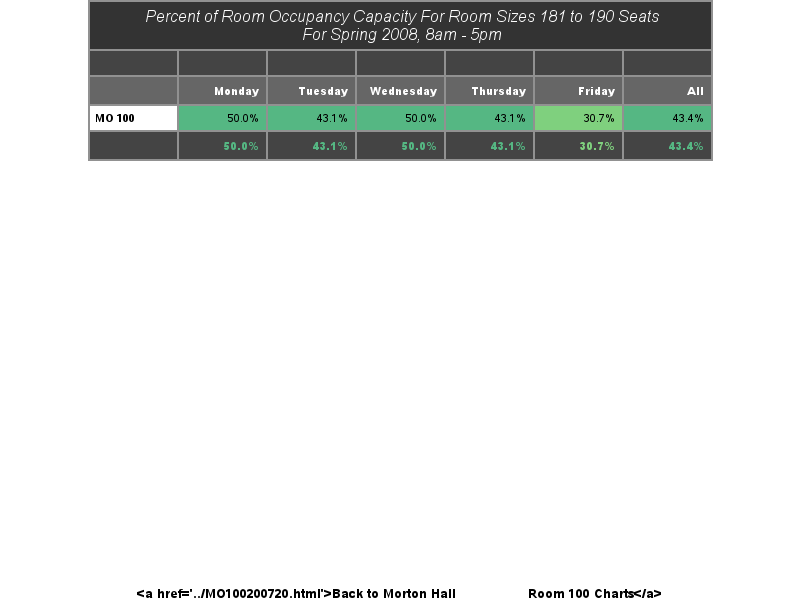 Percent of Room Occupancy Capacity For Room Sizes 181 to 190 Seats
For Spring 2008, 8am - 5pm
Monday Tuesday Wednesday Thursday Friday All
MO 100 50.0% 43.1% 50.0% 43.1% 30.7% 43.4%
50.0% 43.1% 50.0% 43.1% 30.7% 43.4%
<a href='../MO100200720.html'>Back to Morton Hall Room 100 Charts</a>